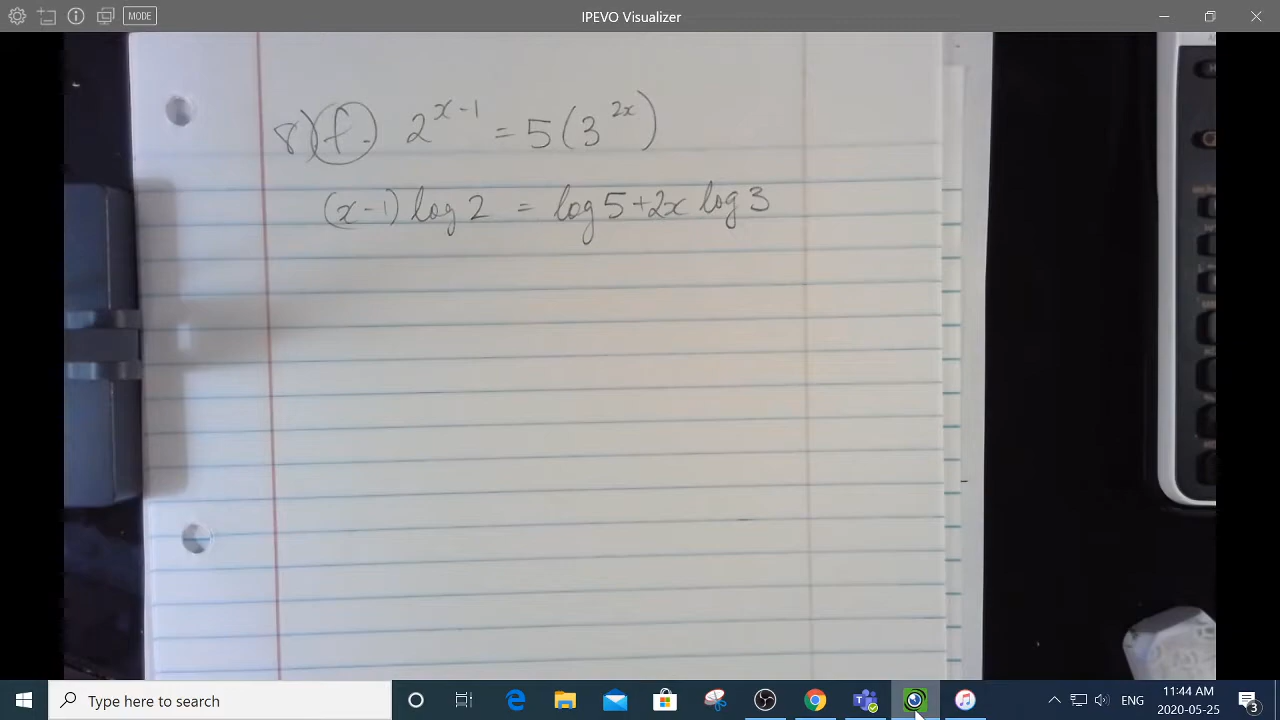 IPEVO Visualizer
MODE
8) f. 2^{x-1} = 5(3^{2x})
(x-1) log 2 = log 5 + 2x log 3
Type here to search
ENG
11:44 AM
2020-05-25
3